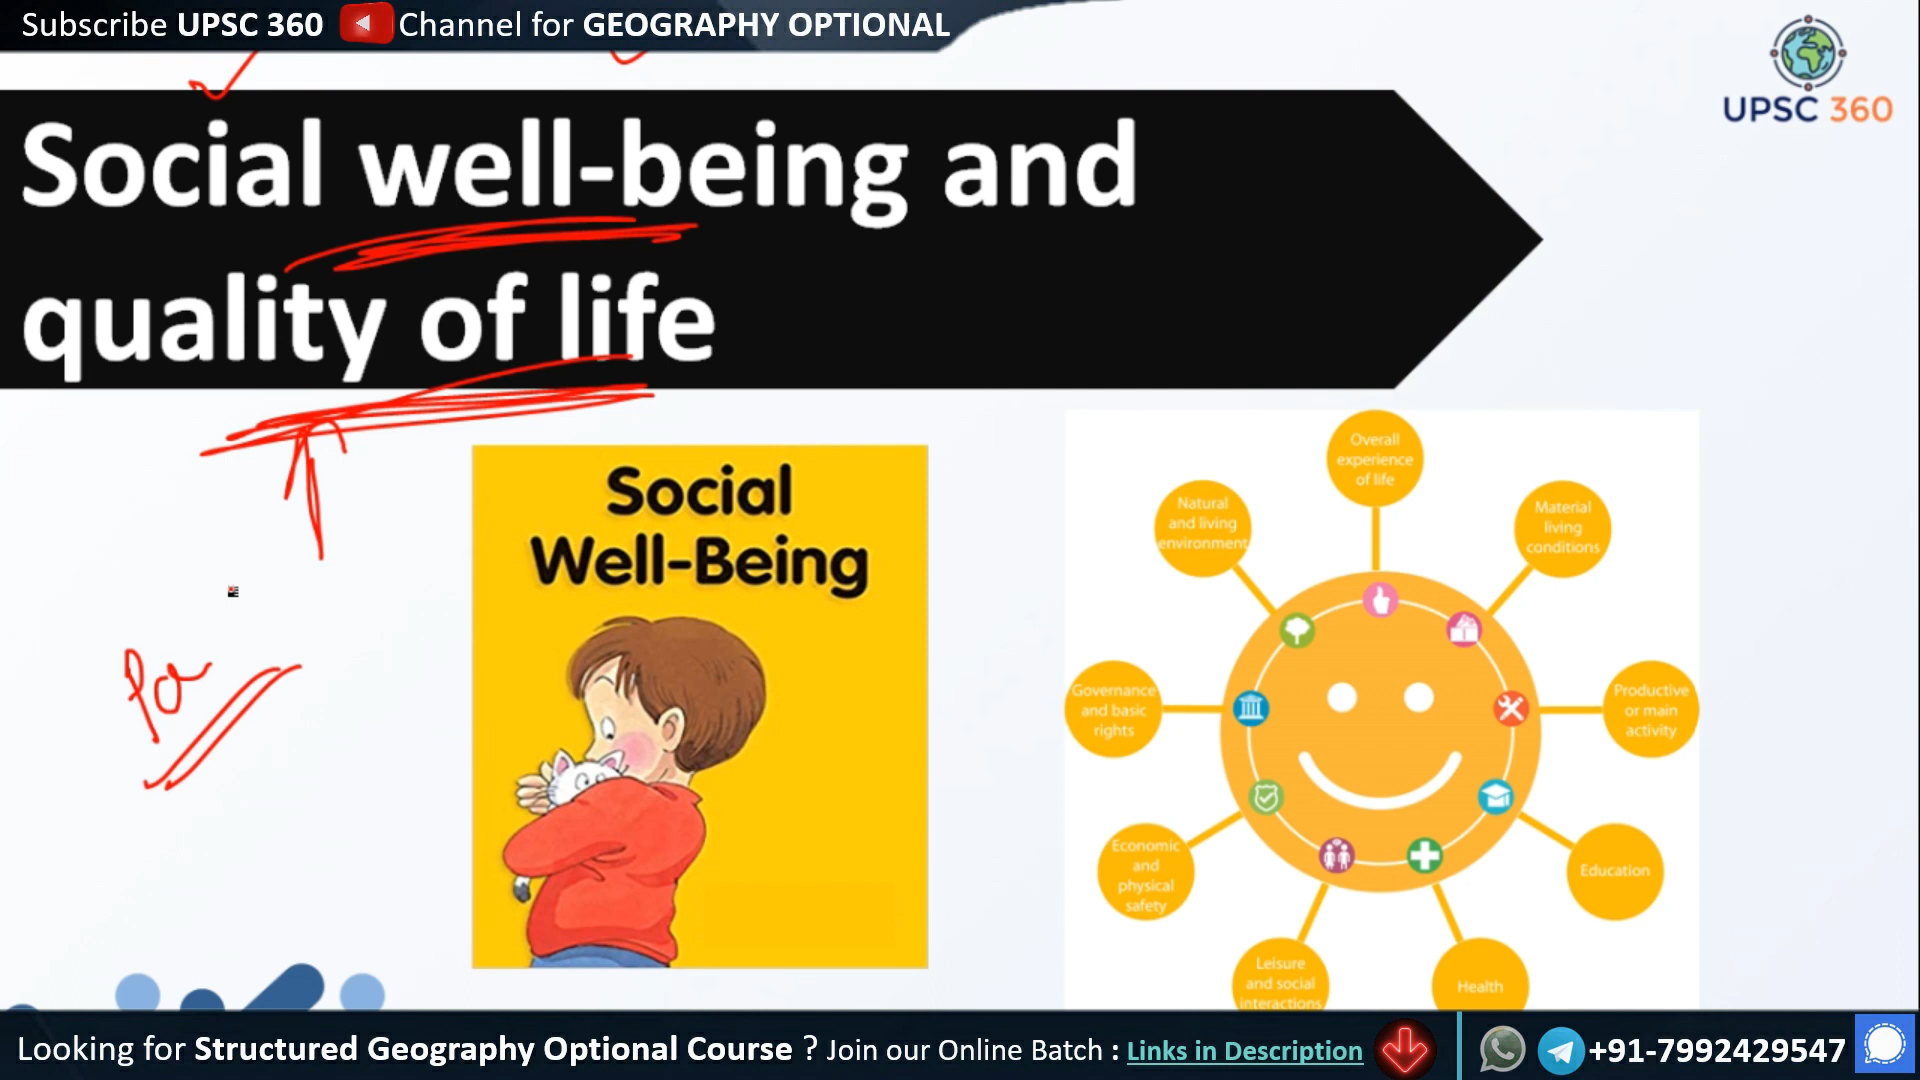 Subscribe UPSC 360 Channel for GEOGRAPHY OPTIONAL
UPSC 360
Social well-being and
quality of life
Social
Well-Being
Overall
experience
of life
Natural
and living
environment
Material
living
conditions
Governance
and basic
rights
Productive
or main
activity
Economic
and
physical
safety
Education
Leisure
and social
interactions
Health
Looking for Structured Geography Optional Course ? Join our Online Batch : Links in Description
+91-7992429547